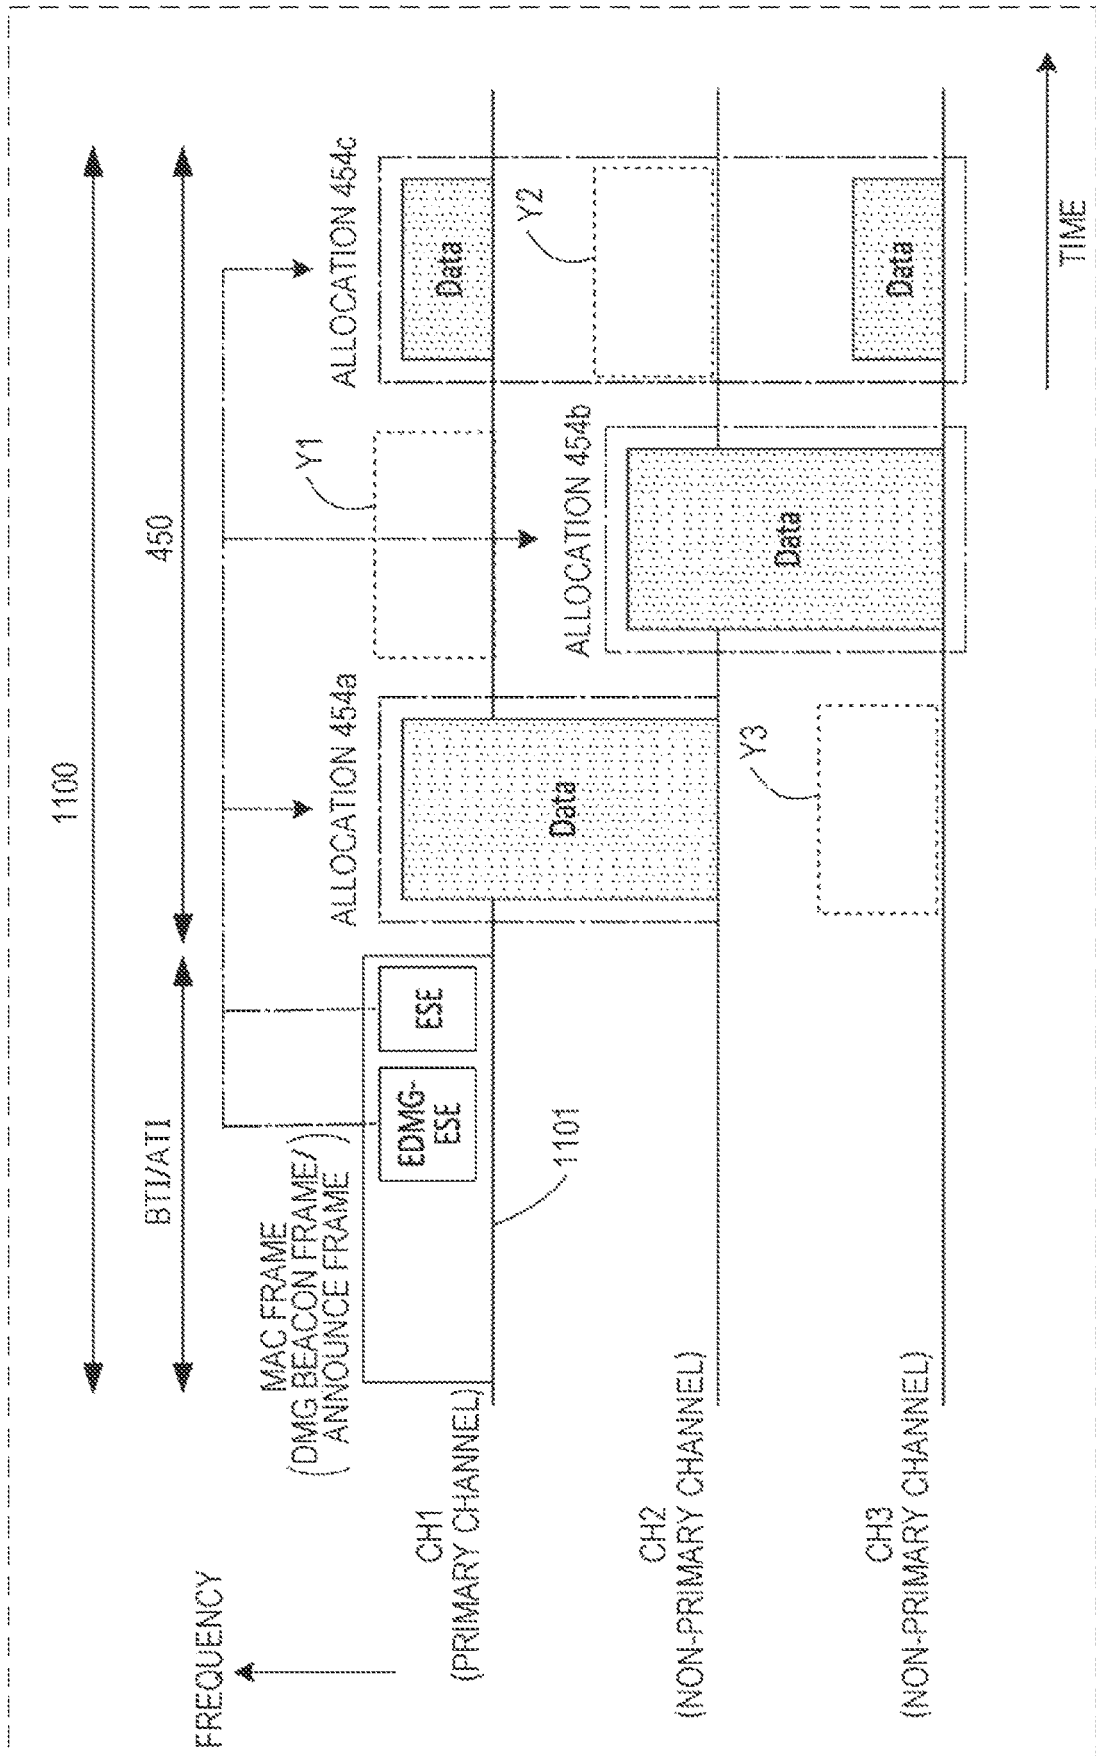 1100
BTI/ATI
450
FREQUENCY
MAC FRAME
(DMG BEACON FRAME/
ANNOUNCE FRAME)
EDMG-
ESE
ESE
1101
ALLOCATION 454a
Data
Y1
ALLOCATION 454b
Data
ALLOCATION 454c
Data
Y2
Data
Y3
CH1
(PRIMARY CHANNEL)
CH2
(NON-PRIMARY CHANNEL)
CH3
(NON-PRIMARY CHANNEL)
TIME